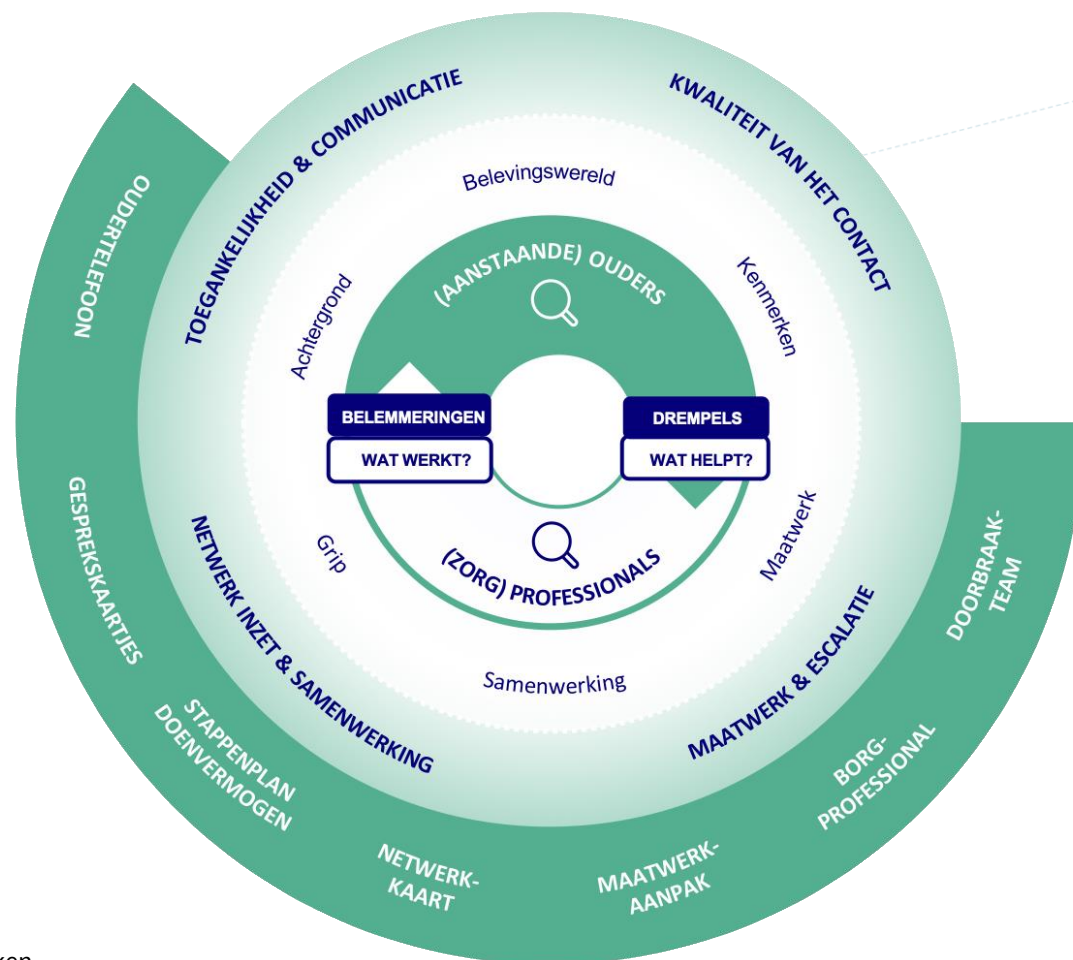 TOEGANKELIJKHEID & COMMUNICATIE
KWALITEIT VAN HET CONTACT
Belevingswereld
OUDERTELEFOON
(AANSTAANDE) OUDERS
Achtergrond
Kenmerken
BELEMMERINGEN
DREMPELS
WAT WERKT?
WAT HELPT?
GESPREKSKAARTJES
Grip
(ZORG) PROFESSIONALS
Maatwerk
DOORBRAAK-
TEAM
NETWERK INZET & SAMENWERKING
Samenwerking
MAATWERK & ESCALATIE
STAPPENPLAN
DOENVERMOGEN
BORG-
PROFESSIONAL
NETWERK-
KAART
MAATWERK-
AANPAK